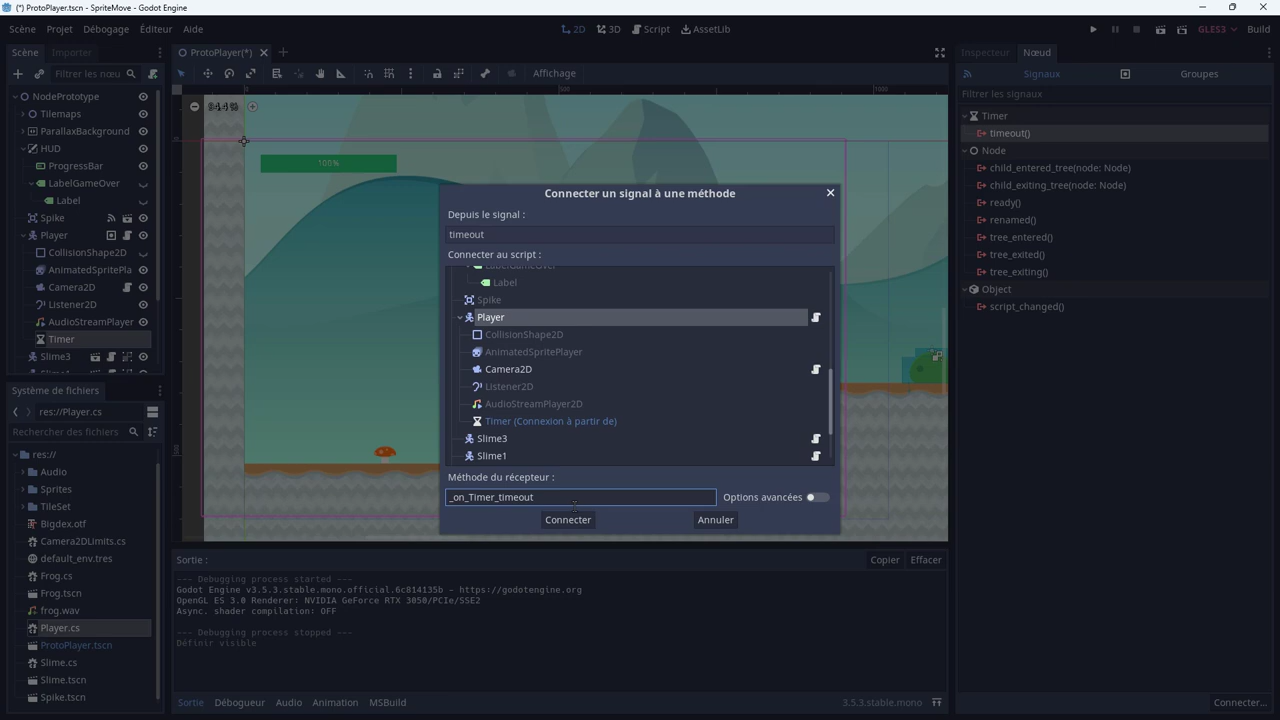 (*) ProtoPlayer.tscn - SpriteMove - Godot Engine
Scène Projet Débogage Éditeur Aide
2D 3D Script AssetLib
GLES3 Build
Scène Importer
ProtoPlayer(*)
Inspecteur Nœud
Filtrer les nœu
Affichage
Signaux Groupes
Filtrer les signaux
NodePrototype
Tilemaps
ParallaxBackground
HUD
ProgressBar
LabelGameOver
Label
Spike
Player
CollisionShape2D
AnimatedSpritePla
Camera2D
Listener2D
AudioStreamPlayer
Timer
Slime3
0 500 1000
94.4 %
100%
Timer
timeout()
Node
child_entered_tree(node: Node)
child_exiting_tree(node: Node)
ready()
renamed()
tree_entered()
tree_exited()
tree_exiting()
Object
script_changed()
Connecter un signal à une méthode
Depuis le signal :
timeout
Connecter au script :
LabelGameOver
Label
Spike
Player
CollisionShape2D
AnimatedSpritePlayer
Camera2D
Listener2D
AudioStreamPlayer2D
Timer (Connexion à partir de)
Slime3
Slime1
Méthode du récepteur :
_on_Timer_timeout
Options avancées
Connecter Annuler
Système de fichiers
res://Player.cs
Rechercher des fichiers
res://
Audio
Sprites
TileSet
Bigdex.otf
Camera2DLimits.cs
default_env.tres
Frog.cs
Frog.tscn
frog.wav
Player.cs
ProtoPlayer.tscn
Slime.cs
Slime.tscn
Spike.tscn
Sortie :
Copier Effacer
--- Debugging process started ---
Godot Engine v3.5.3.stable.mono.official.6c814135b - https://godotengine.org
OpenGL ES 3.0 Renderer: NVIDIA GeForce RTX 3050/PCIe/SSE2
Async. shader compilation: OFF
--- Debugging process stopped ---
Définir visible
Sortie Débogueur Audio Animation MSBuild
3.5.3.stable.mono
Connecter...